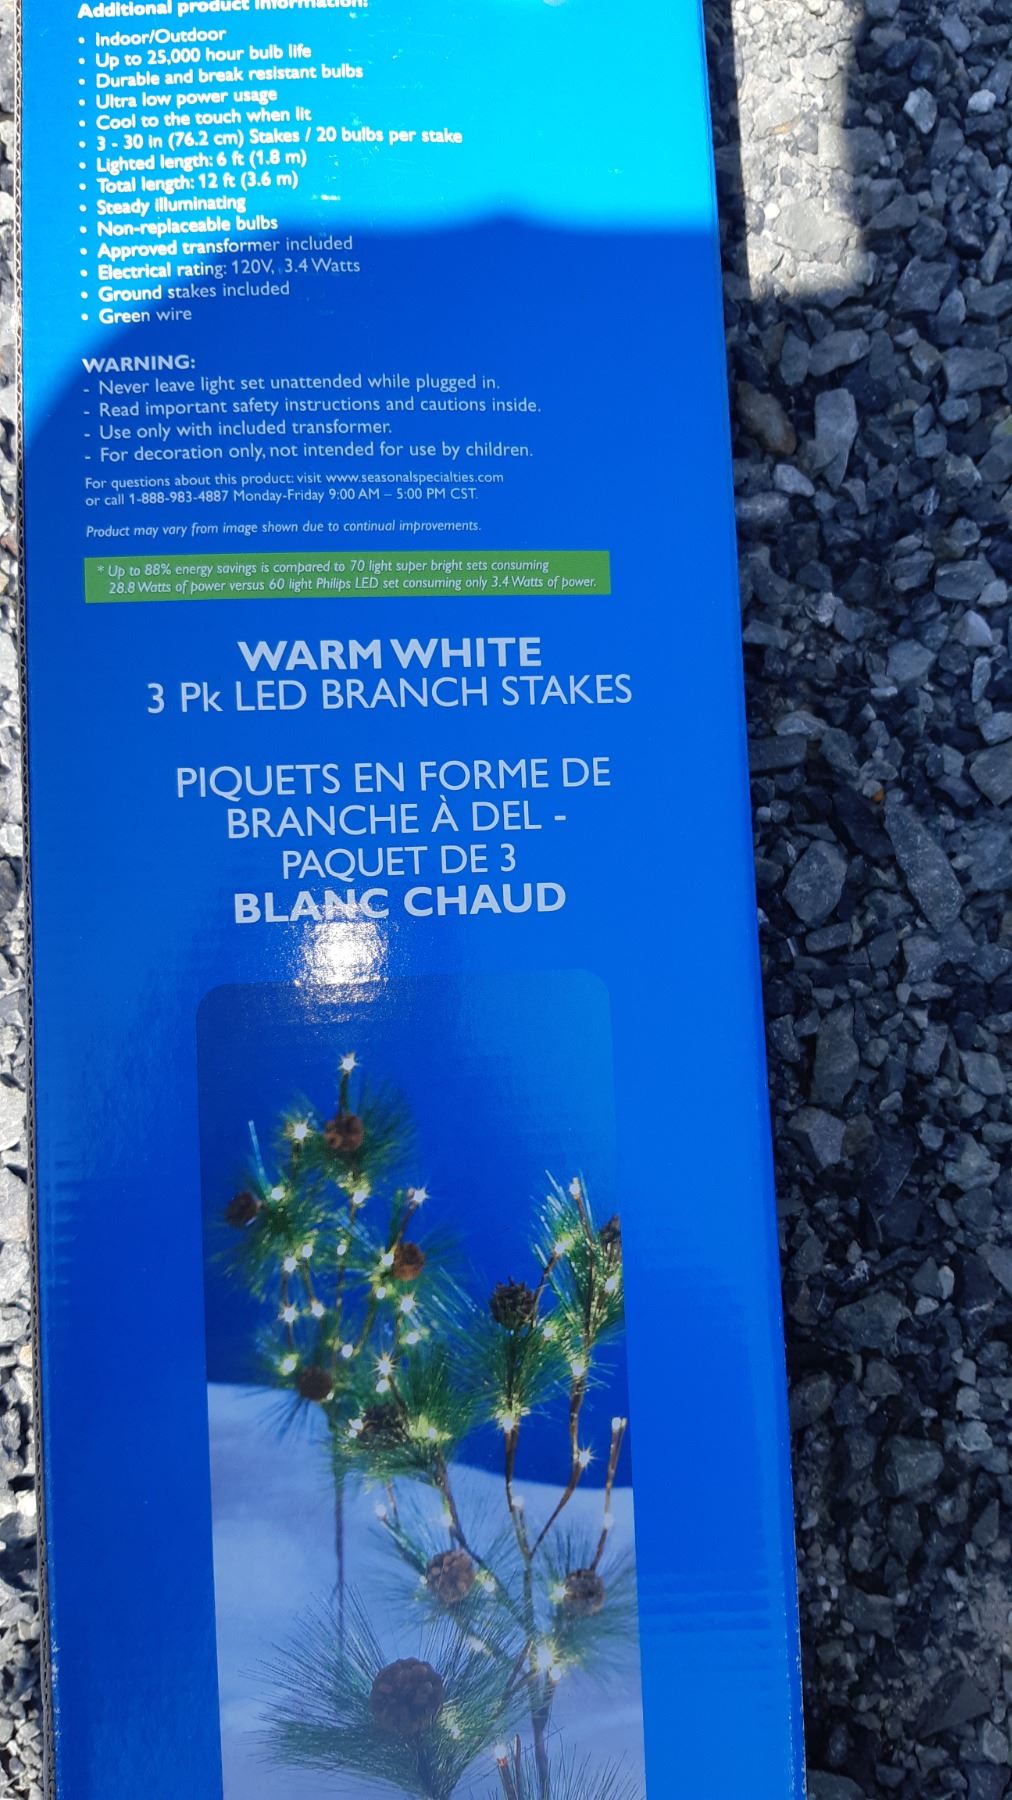 Additional product information:
• Indoor/Outdoor
• Up to 25,000 hour bulb life
• Durable and break resistant bulbs
• Ultra low power usage
• Cool to the touch when lit
• 3 - 30 in (76.2 cm) Stakes / 20 bulbs per stake
• Lighted length: 6 ft (1.8 m)
• Total length: 12 ft (3.6 m)
• Steady illuminating
• Non-replaceable bulbs
• Approved transformer included
• Electrical rating: 120V, 3.4 Watts
• Ground stakes included
• Green wire
WARNING:
- Never leave light set unattended while plugged in.
- Read important safety instructions and cautions inside.
- Use only with included transformer.
- For decoration only, not intended for use by children.
For questions about this product: visit www.seasonalspecialties.com
or call 1-888-983-4887 Monday-Friday 9:00 AM – 5:00 PM CST.
Product may vary from image shown due to continual improvements.
* Up to 88% energy savings is compared to 70 light super bright sets consuming
28.8 Watts of power versus 60 light Philips LED set consuming only 3.4 Watts of power.
WARM WHITE
3 Pk LED BRANCH STAKES
PIQUETS EN FORME DE
BRANCHE À DEL -
PAQUET DE 3
BLANC CHAUD